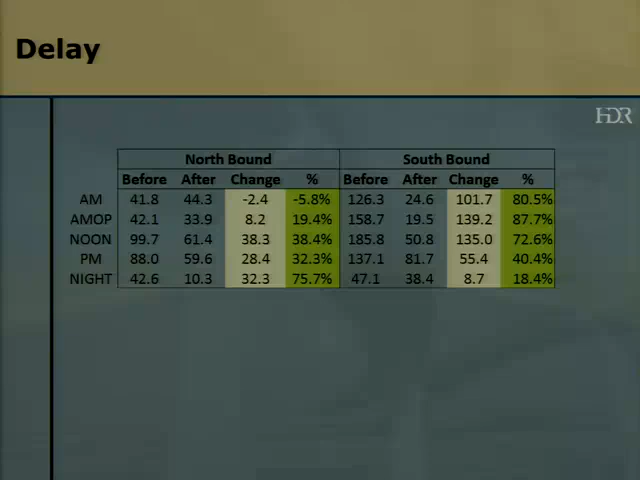 Delay
HDR
North Bound South Bound
Before After Change % Before After Change %
AM 41.8 44.3 -2.4 -5.8% 126.3 24.6 101.7 80.5%
AMOP 42.1 33.9 8.2 19.4% 158.7 19.5 139.2 87.7%
NOON 99.7 61.4 38.3 38.4% 185.8 50.8 135.0 72.6%
PM 88.0 59.6 28.4 32.3% 137.1 81.7 55.4 40.4%
NIGHT 42.6 10.3 32.3 75.7% 47.1 38.4 8.7 18.4%